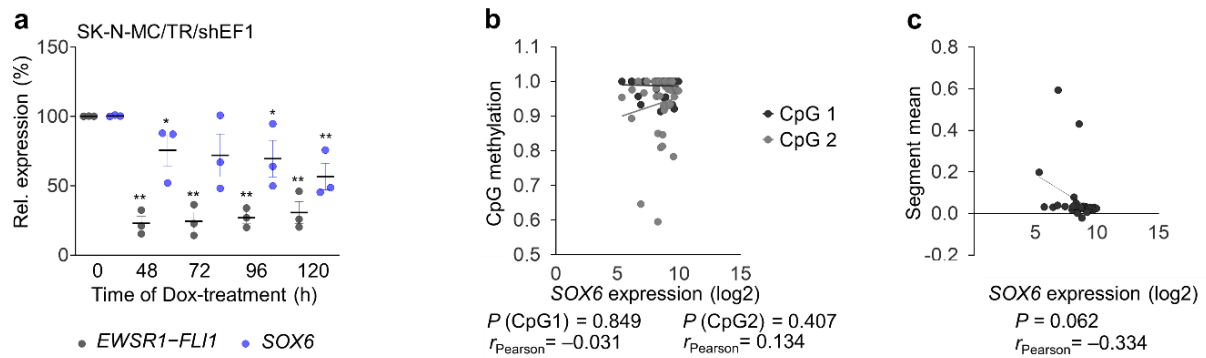 a
SK-N-MC/TR/shEF1
Rel. expression (%)
150
100
50
0
** * ** ** * ** **
0 48 72 96 120
Time of Dox-treatment (h)
EWSR1−FLI1 SOX6
b
CpG methylation
1.1
1.0
0.9
0.8
0.7
0.6
0.5
0 5 10 15
CpG 1
CpG 2
SOX6 expression (log2)
P (CpG1) = 0.849 P (CpG2) = 0.407
rPearson= −0.031 rPearson= 0.134
c
Segment mean
0.8
0.6
0.4
0.2
0.0
-0.2
5 10 15
SOX6 expression (log2)
P = 0.062
rPearson= −0.334